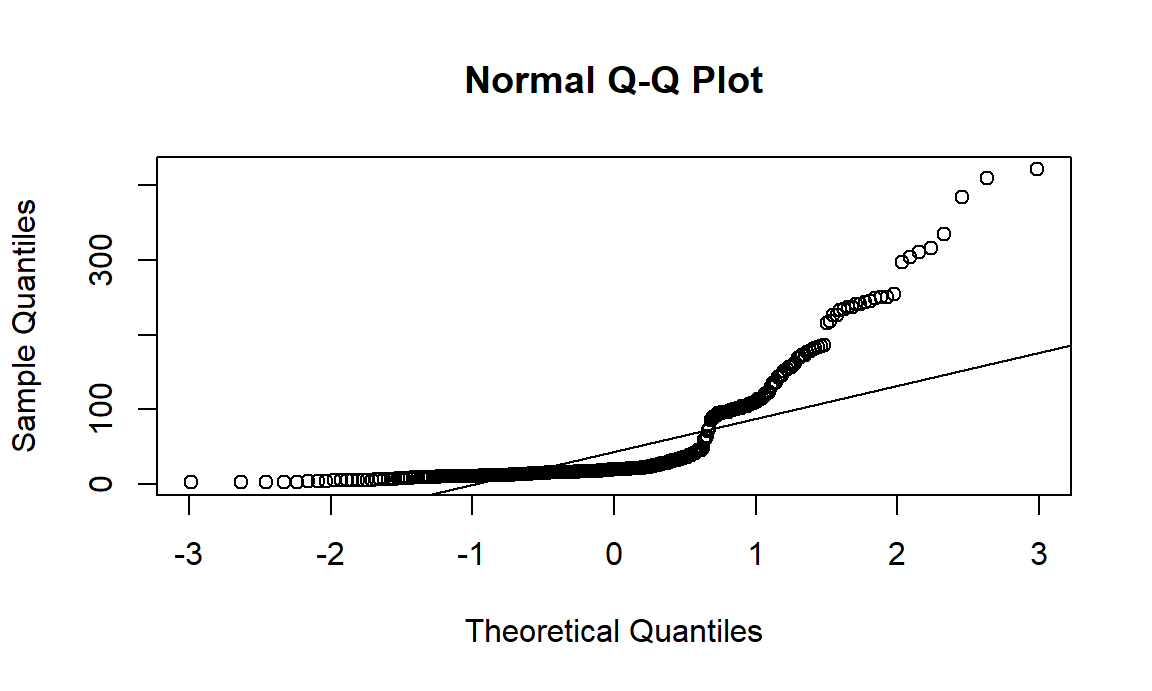 Normal Q-Q Plot
Sample Quantiles
300
100
0
-3 -2 -1 0 1 2 3
Theoretical Quantiles